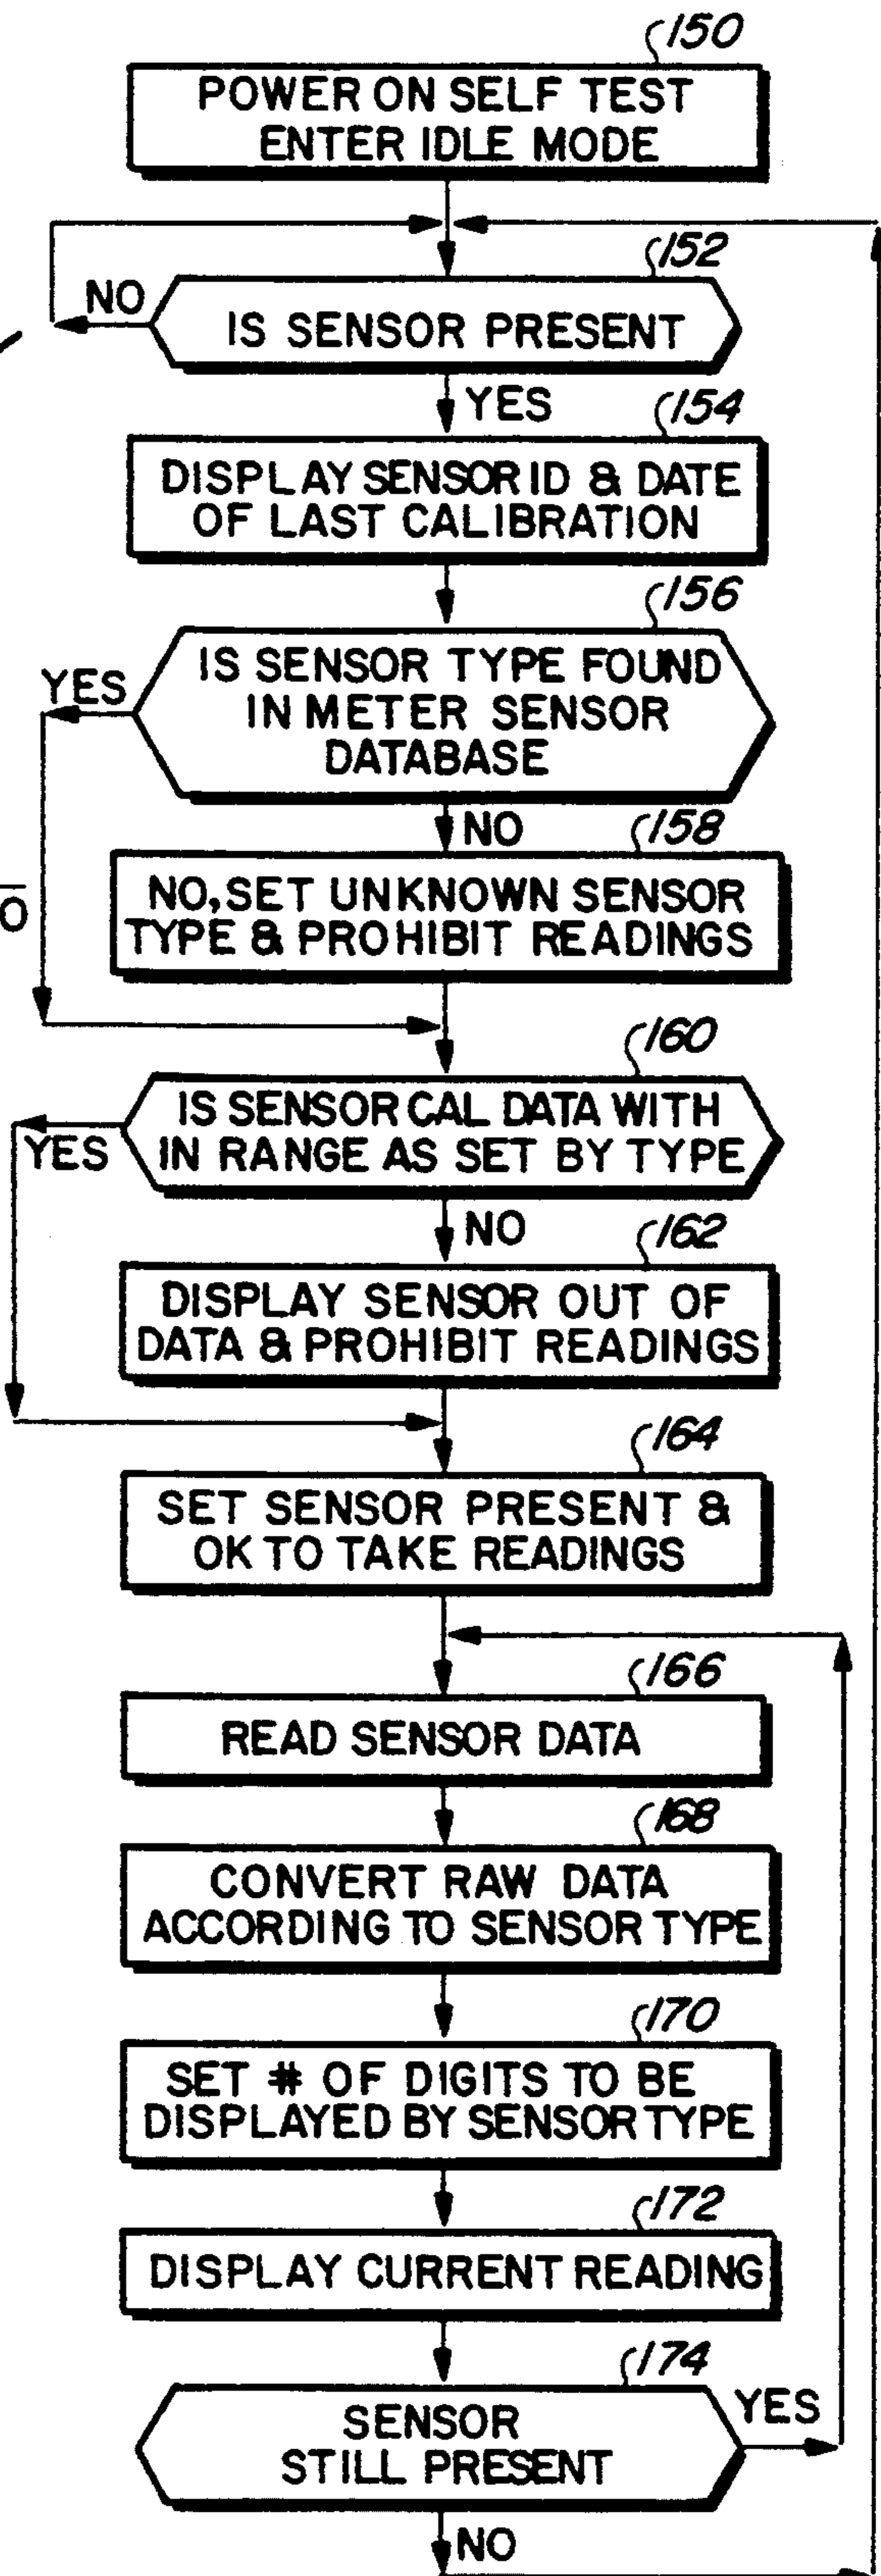 150
POWER ON SELF TEST
ENTER IDLE MODE
152
NO
IS SENSOR PRESENT
YES
154
DISPLAY SENSOR ID & DATE
OF LAST CALIBRATION
156
YES
IS SENSOR TYPE FOUND
IN METER SENSOR
DATABASE
NO
158
NO, SET UNKNOWN SENSOR
TYPE & PROHIBIT READINGS
160
YES
IS SENSOR CAL DATA WITH
IN RANGE AS SET BY TYPE
NO
162
DISPLAY SENSOR OUT OF
DATA & PROHIBIT READINGS
164
SET SENSOR PRESENT &
OK TO TAKE READINGS
166
READ SENSOR DATA
168
CONVERT RAW DATA
ACCORDING TO SENSOR TYPE
170
SET # OF DIGITS TO BE
DISPLAYED BY SENSOR TYPE
172
DISPLAY CURRENT READING
174
SENSOR
STILL PRESENT
YES
NO